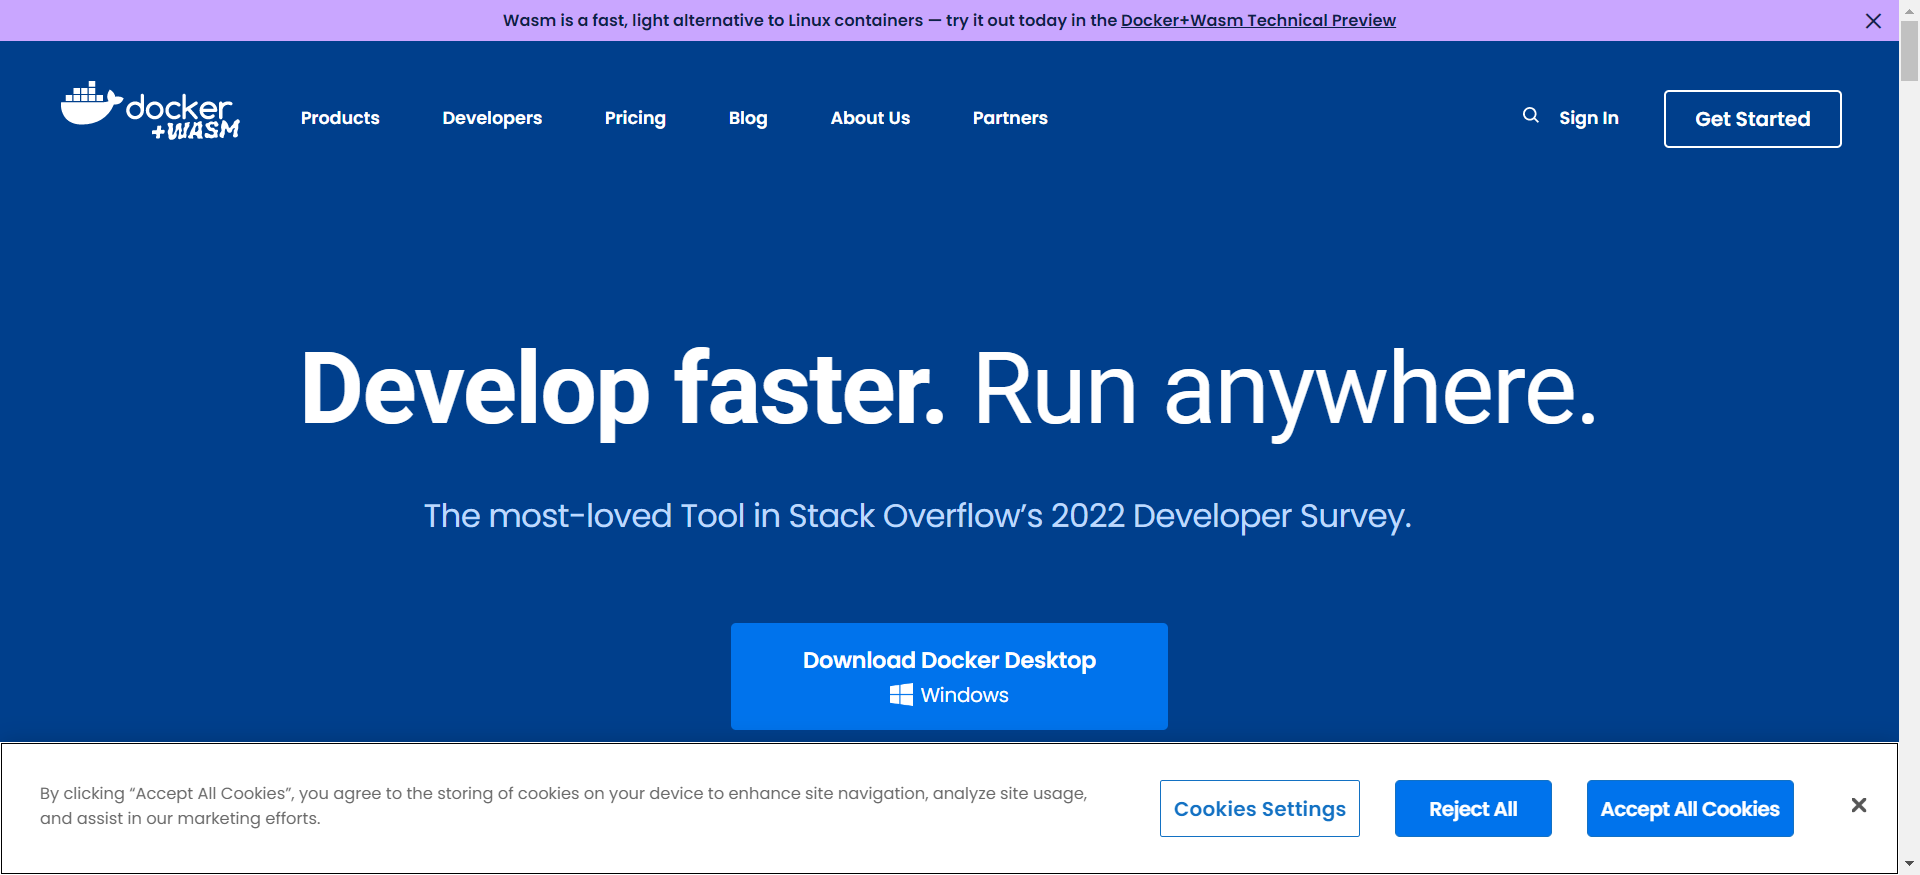 Wasm is a fast, light alternative to Linux containers — try it out today in the Docker+Wasm Technical Preview
docker
+WASM
Products
Developers
Pricing
Blog
About Us
Partners
Sign In
Get Started
Develop faster. Run anywhere.
The most-loved Tool in Stack Overflow’s 2022 Developer Survey.
Download Docker Desktop
Windows
By clicking “Accept All Cookies”, you agree to the storing of cookies on your device to enhance site navigation, analyze site usage,
and assist in our marketing efforts.
Cookies Settings
Reject All
Accept All Cookies